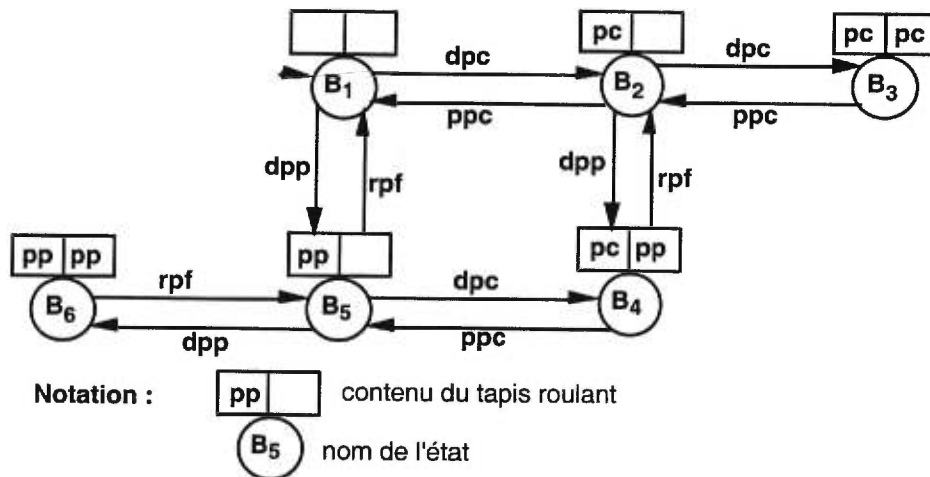 pc
pc pc
dpc
dpc
B1
B2
B3
ppc
ppc
dpp
rpf
dpp
rpf
pp pp
pp
pc pp
rpf
dpc
B6
B5
B4
dpp
ppc
Notation :
pp
contenu du tapis roulant
B5
nom de l'état